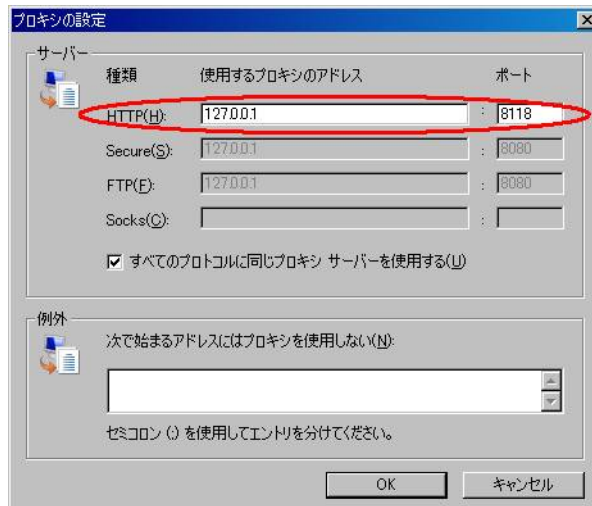 プロキシの設定
サーバー
種類 使用するプロキシのアドレス ポート
HTTP(H): 127.0.0.1 : 8118
Secure(S): 127.0.0.1 : 8080
FTP(F): 127.0.0.1 : 8080
Socks(C): :
すべてのプロトコルに同じプロキシ サーバーを使用する(U)
例外
次で始まるアドレスにはプロキシを使用しない(N):
セミコロン (;) を使用してエントリを分けてください。
OK キャンセル